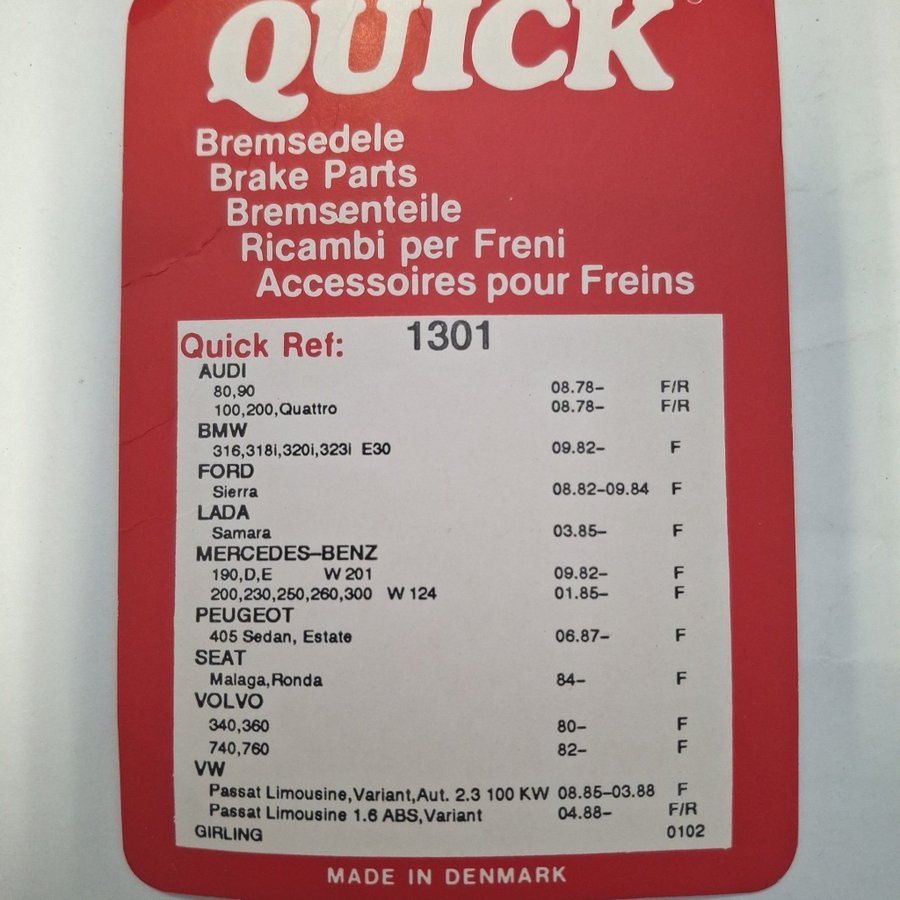 QUICK
Bremsedele
Brake Parts
Bremsenteile
Ricambi per Freni
Accessoires pour Freins
Quick Ref: 1301
AUDI
80,90 08.78- F/R
100,200,Quattro 08.78- F/R
BMW
316,318i,320i,323i E30 09.82- F
FORD
Sierra 08.82-09.84 F
LADA
Samara 03.85- F
MERCEDES-BENZ
190,D,E W 201 09.82- F
200,230,250,260,300 W 124 01.85- F
PEUGEOT
405 Sedan, Estate 06.87- F
SEAT
Malaga,Ronda 84- F
VOLVO
340,360 80- F
740,760 82- F
VW
Passat Limousine,Variant,Aut. 2.3 100 KW 08.85-03.88 F
Passat Limousine 1.6 ABS,Variant 04.88- F/R
GIRLING 0102
MADE IN DENMARK